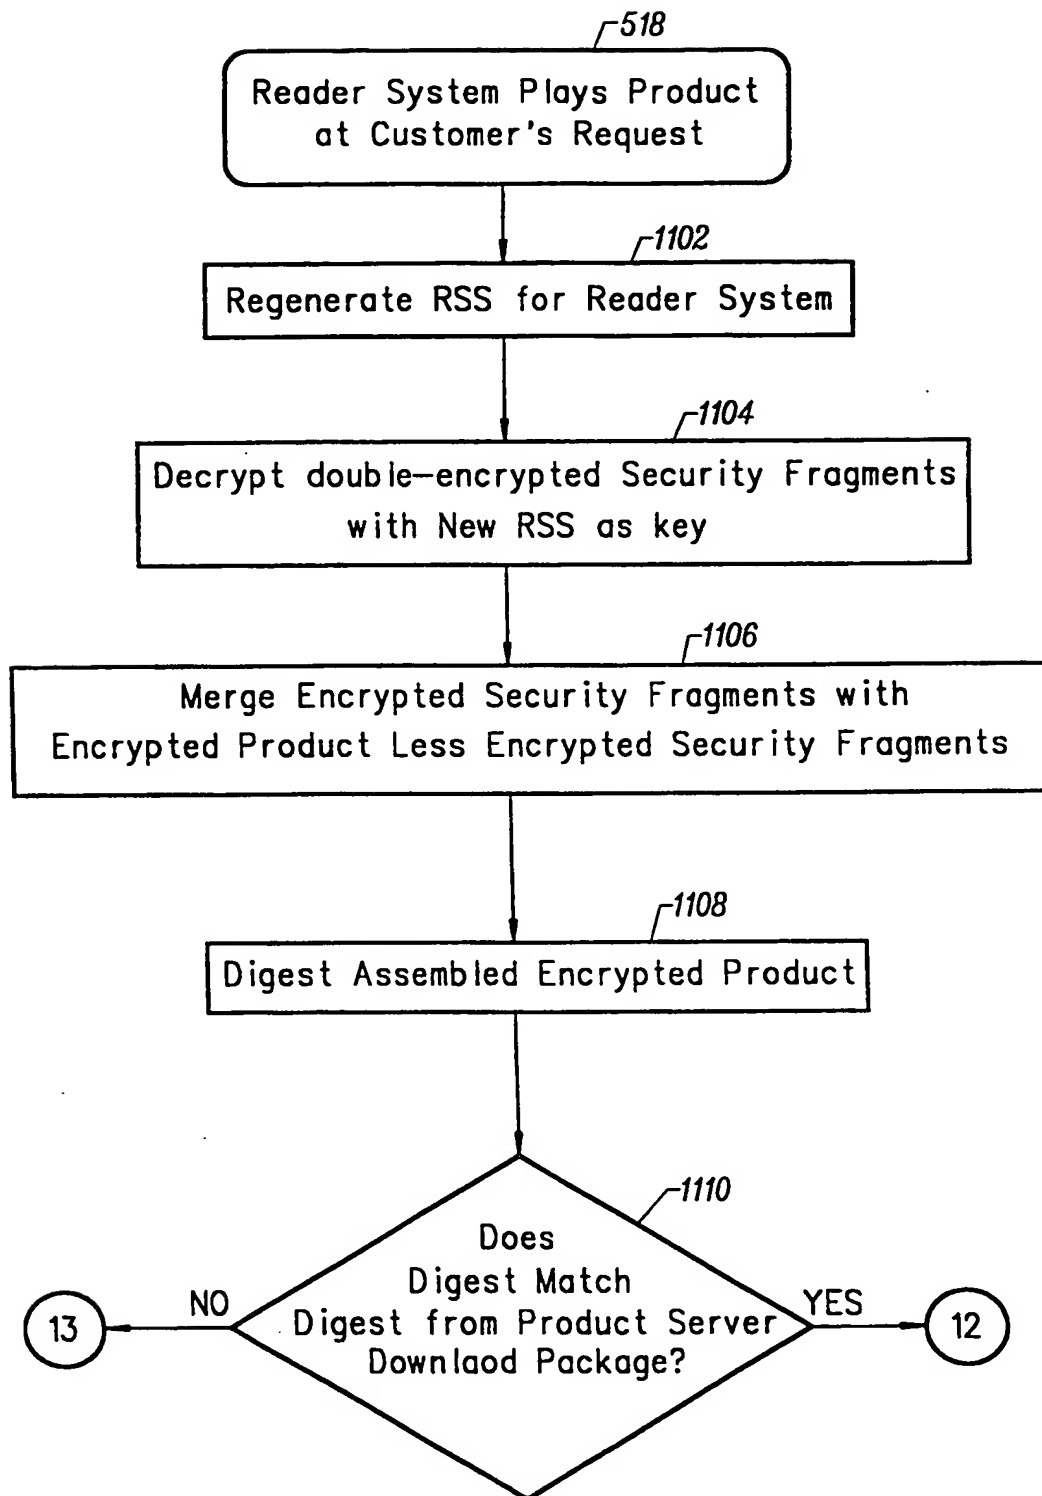 518
Reader System Plays Product
at Customer's Request
1102
Regenerate RSS for Reader System
1104
Decrypt double-encrypted Security Fragments
with New RSS as key
1106
Merge Encrypted Security Fragments with
Encrypted Product Less Encrypted Security Fragments
1108
Digest Assembled Encrypted Product
1110
Does
Digest Match
Digest from Product Server
Downlaod Package?
NO
YES
13
12